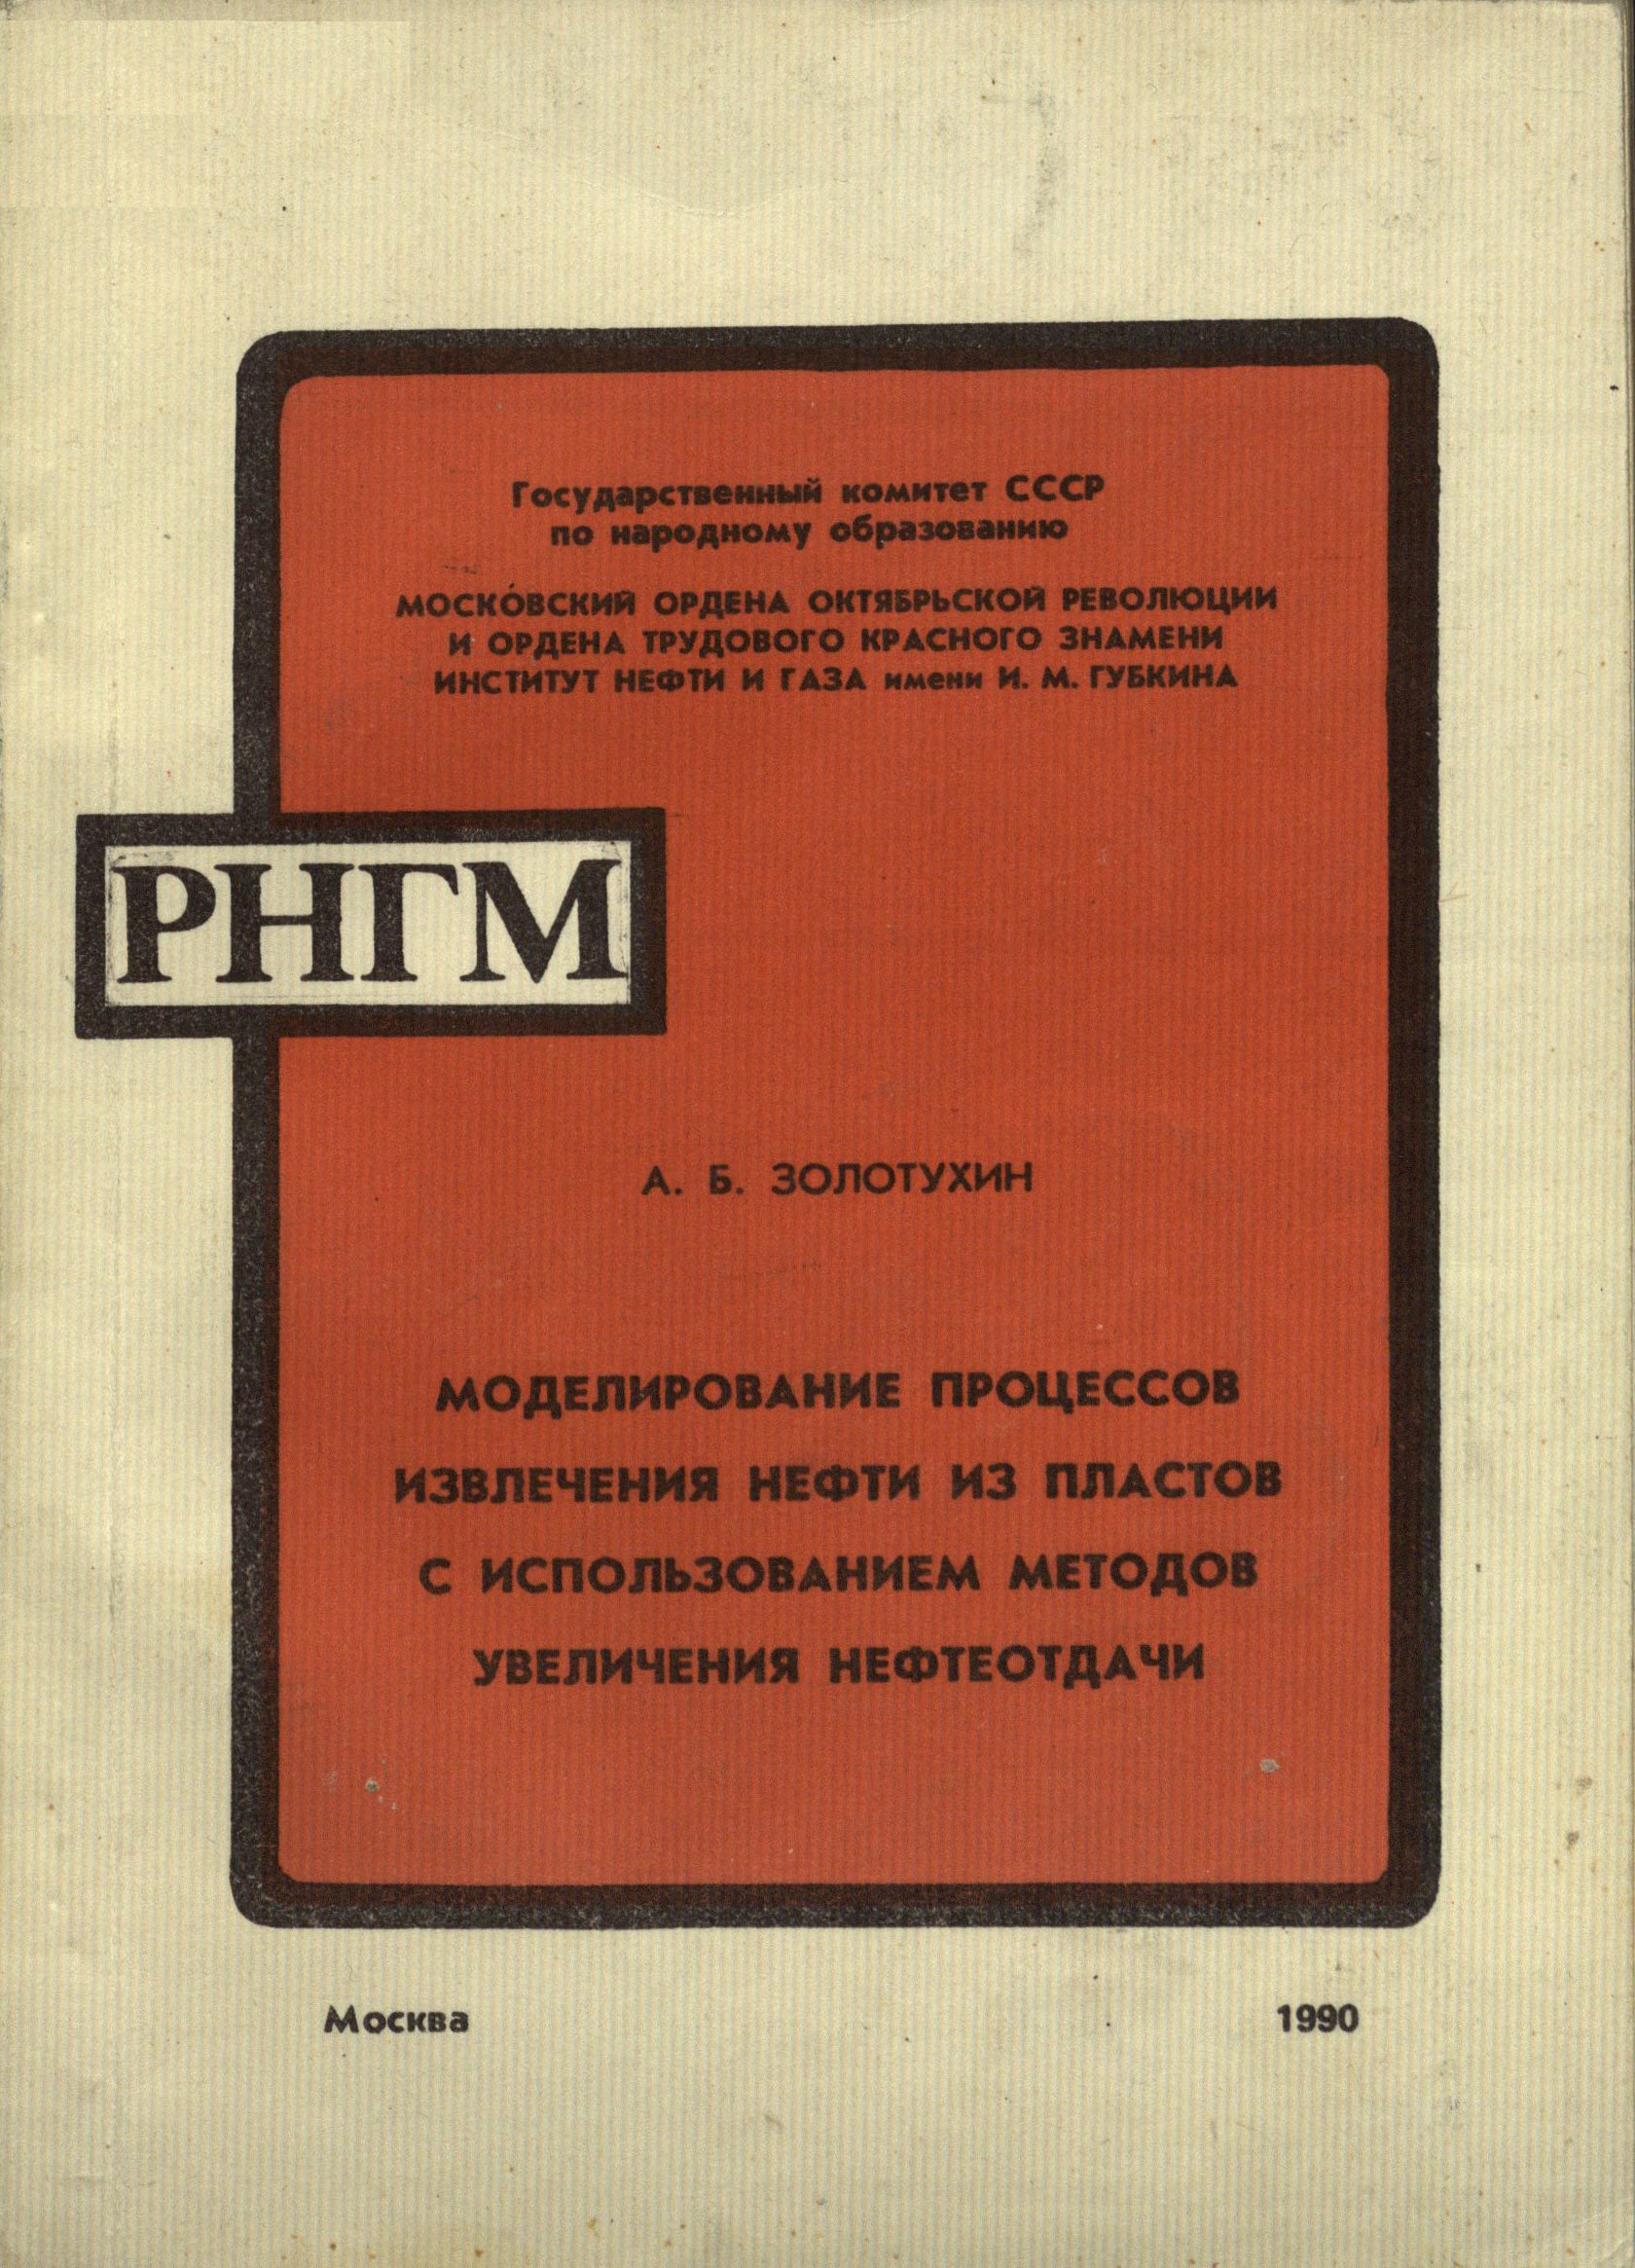 Государственный комитет СССР
по народному образованию
МОСКОВСКИЙ ОРДЕНА ОКТЯБРЬСКОЙ РЕВОЛЮЦИИ
И ОРДЕНА ТРУДОВОГО КРАСНОГО ЗНАМЕНИ
ИНСТИТУТ НЕФТИ И ГАЗА имени И. М. ГУБКИНА
РНГМ
А. Б. ЗОЛОТУХИН
МОДЕЛИРОВАНИЕ ПРОЦЕССОВ
ИЗВЛЕЧЕНИЯ НЕФТИ ИЗ ПЛАСТОВ
С ИСПОЛЬЗОВАНИЕМ МЕТОДОВ
УВЕЛИЧЕНИЯ НЕФТЕОТДАЧИ
Москва 1990